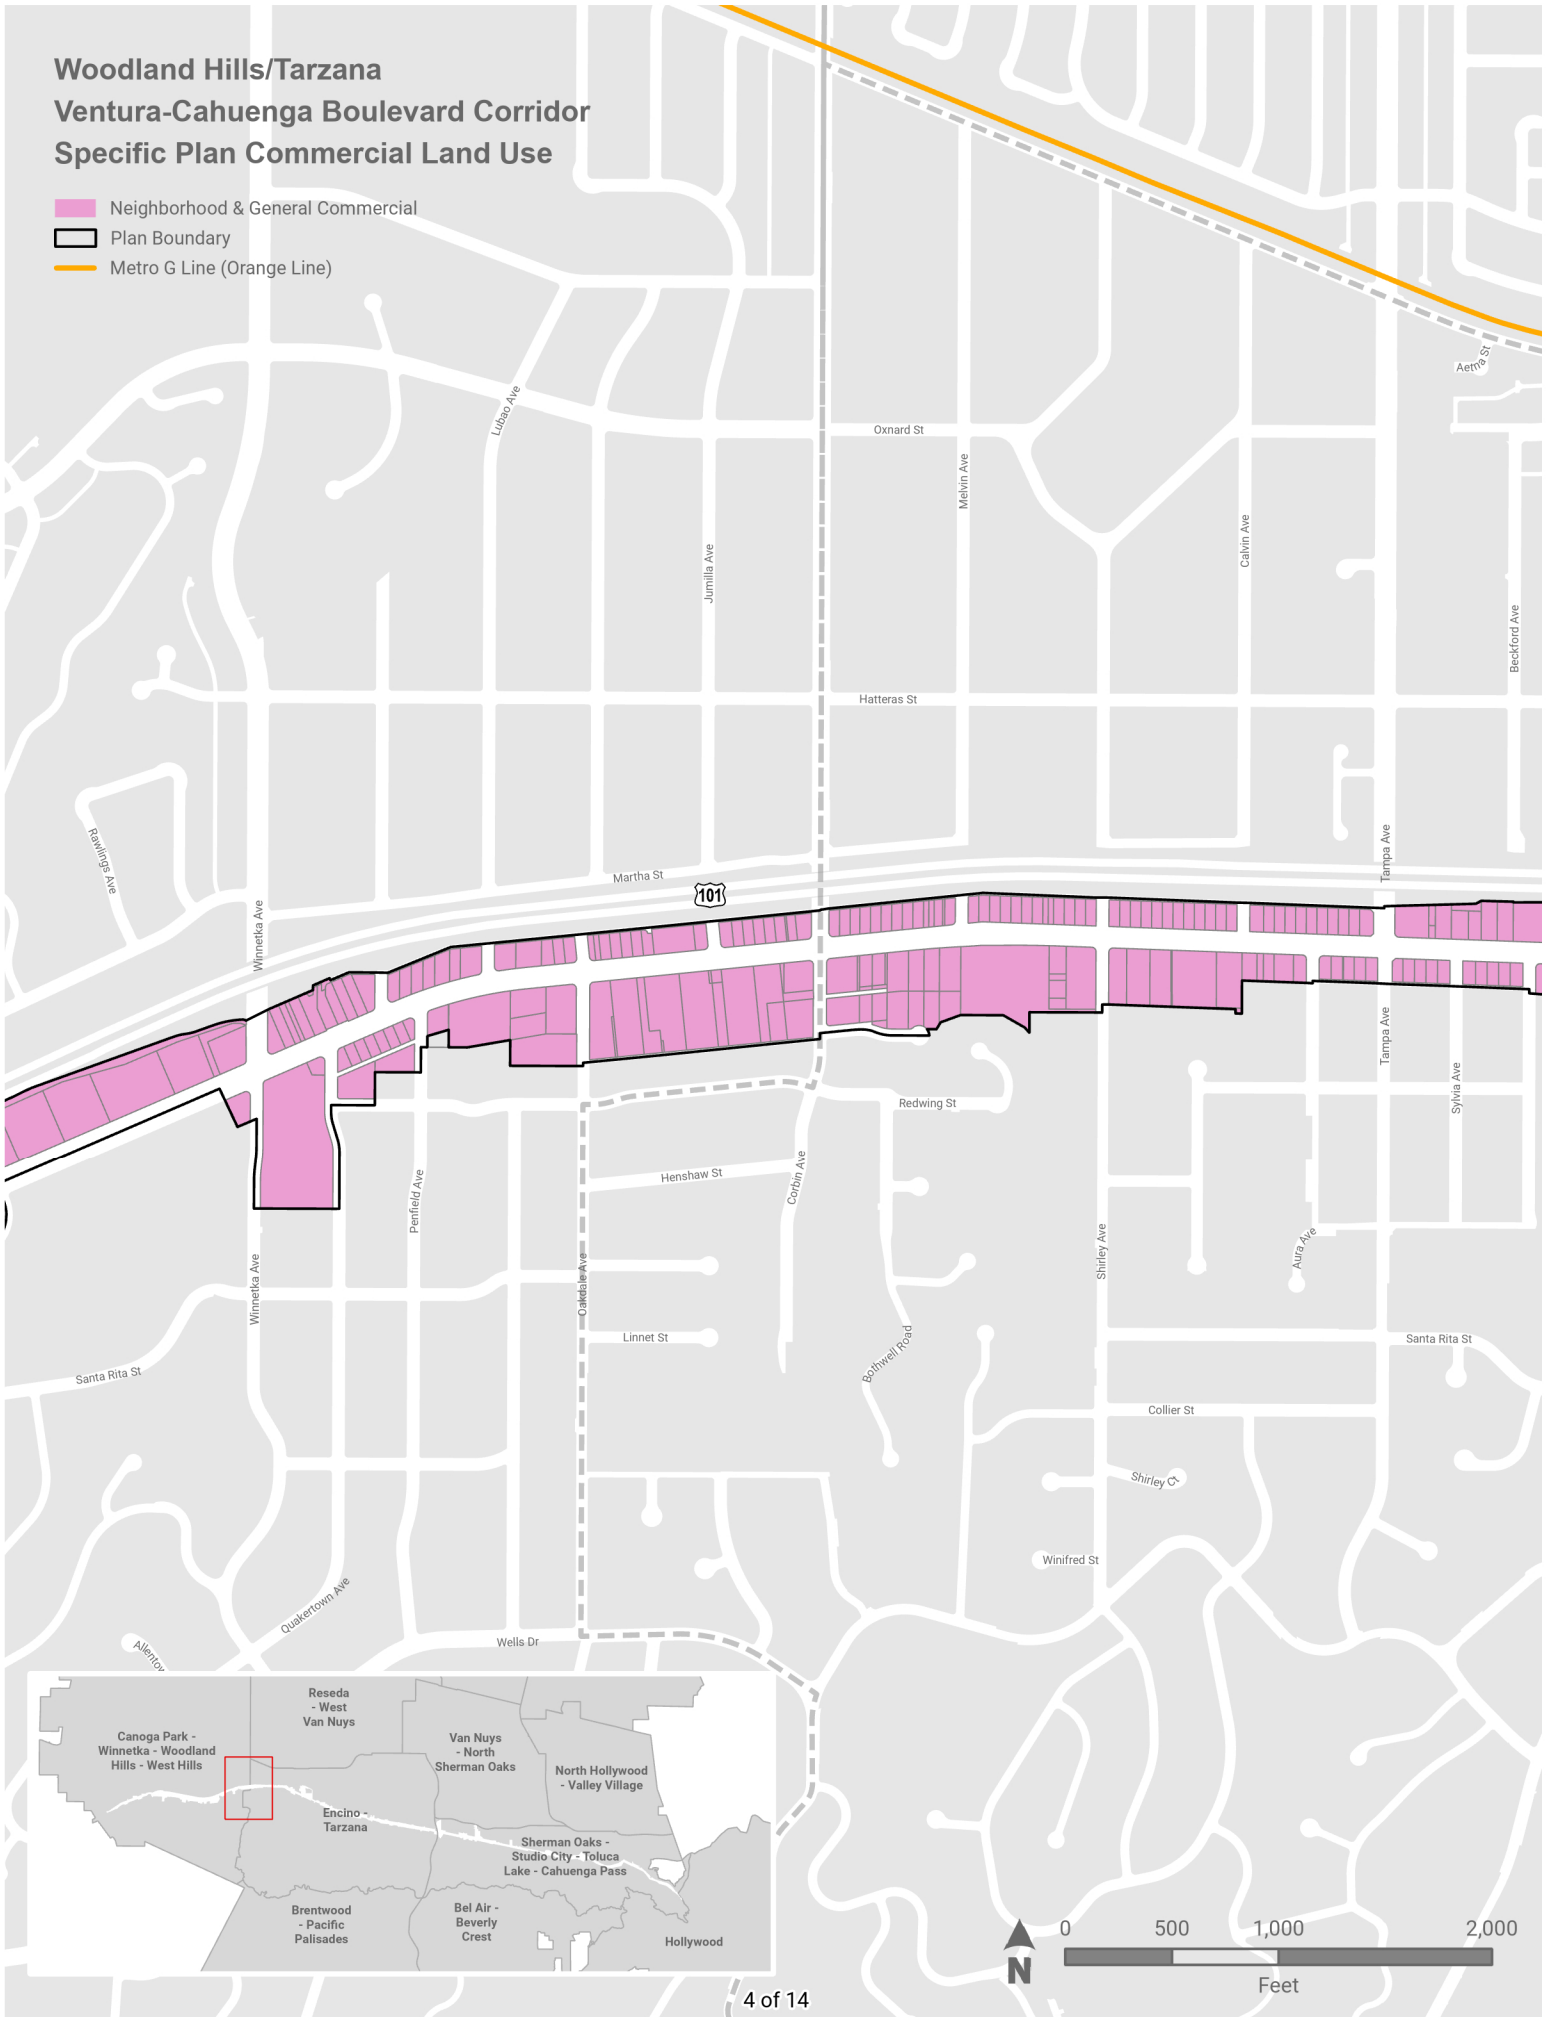 Woodland Hills/Tarzana
Ventura-Cahuenga Boulevard Corridor
Specific Plan Commercial Land Use
Neighborhood & General Commercial
Plan Boundary
Metro G Line (Orange Line)
Aetna St
Lubao Ave
Oxnard St
Melvin Ave
Calvin Ave
Jumilla Ave
Beckford Ave
Hatteras St
Rawlings Ave
Tampa Ave
Martha St
101
Winnetka Ave
Tampa Ave
Sylvia Ave
Redwing St
Henshaw St
Corbin Ave
Penfield Ave
Shirley Ave
Aura Ave
Winnetka Ave
Oakdale Ave
Linnet St
Bothwell Road
Santa Rita St
Santa Rita St
Collier St
Shirley Ct
Winifred St
Quakertown Ave
Wells Dr
Allentow
Reseda
- West
Van Nuys
Canoga Park -
Winnetka - Woodland
Hills - West Hills
Van Nuys
- North
Sherman Oaks
North Hollywood
- Valley Village
Encino -
Tarzana
Sherman Oaks -
Studio City - Toluca
Lake - Cahuenga Pass
Brentwood
- Pacific
Palisades
Bel Air -
Beverly
Crest
Hollywood
N
0 500 1,000 2,000
Feet
4 of 14